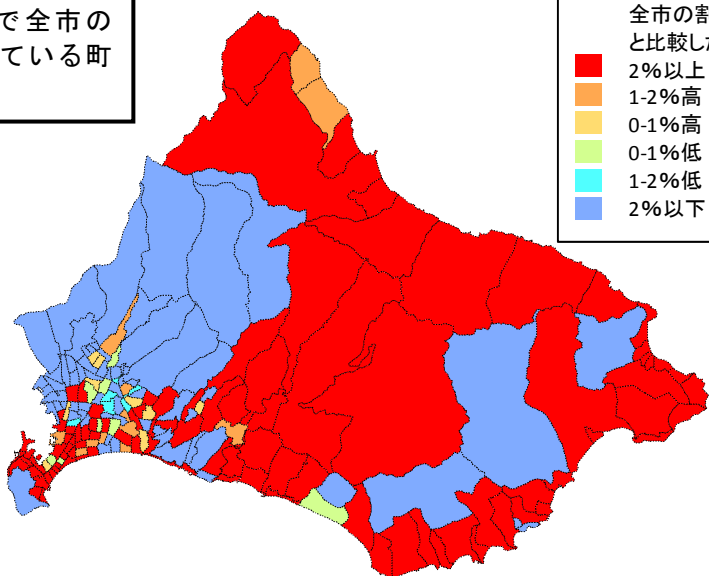 で全市の
ている町
全市の割
と比較した
2%以上
1-2%高
0-1%高
0-1%低
1-2%低
2%以下